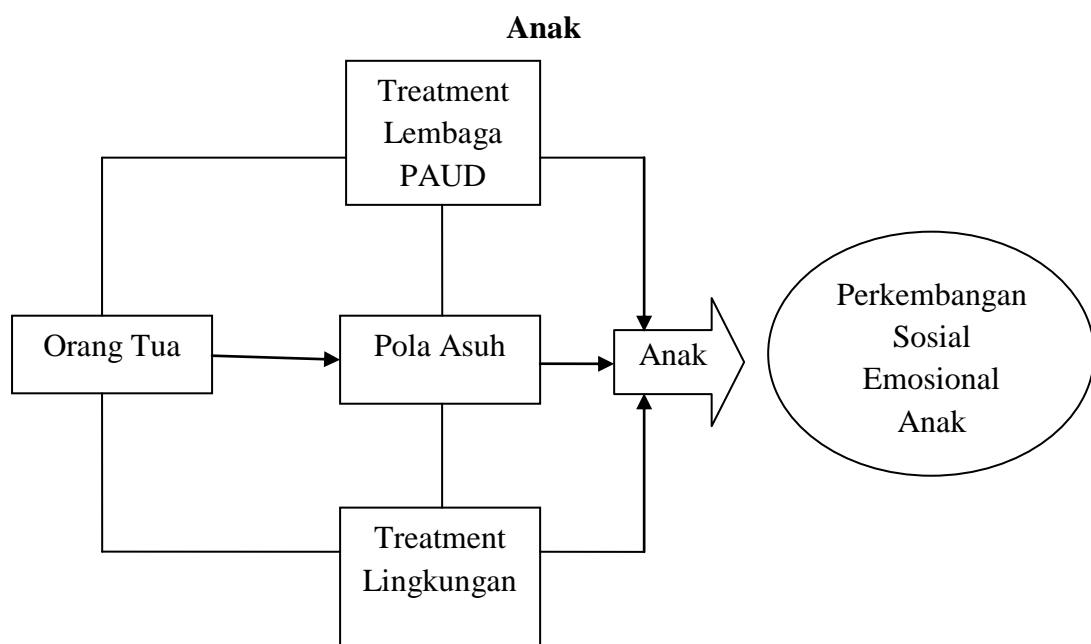 Anak
Treatment
Lembaga
PAUD
Orang Tua
Pola Asuh
Anak
Perkembangan
Sosial
Emosional
Anak
Treatment
Lingkungan